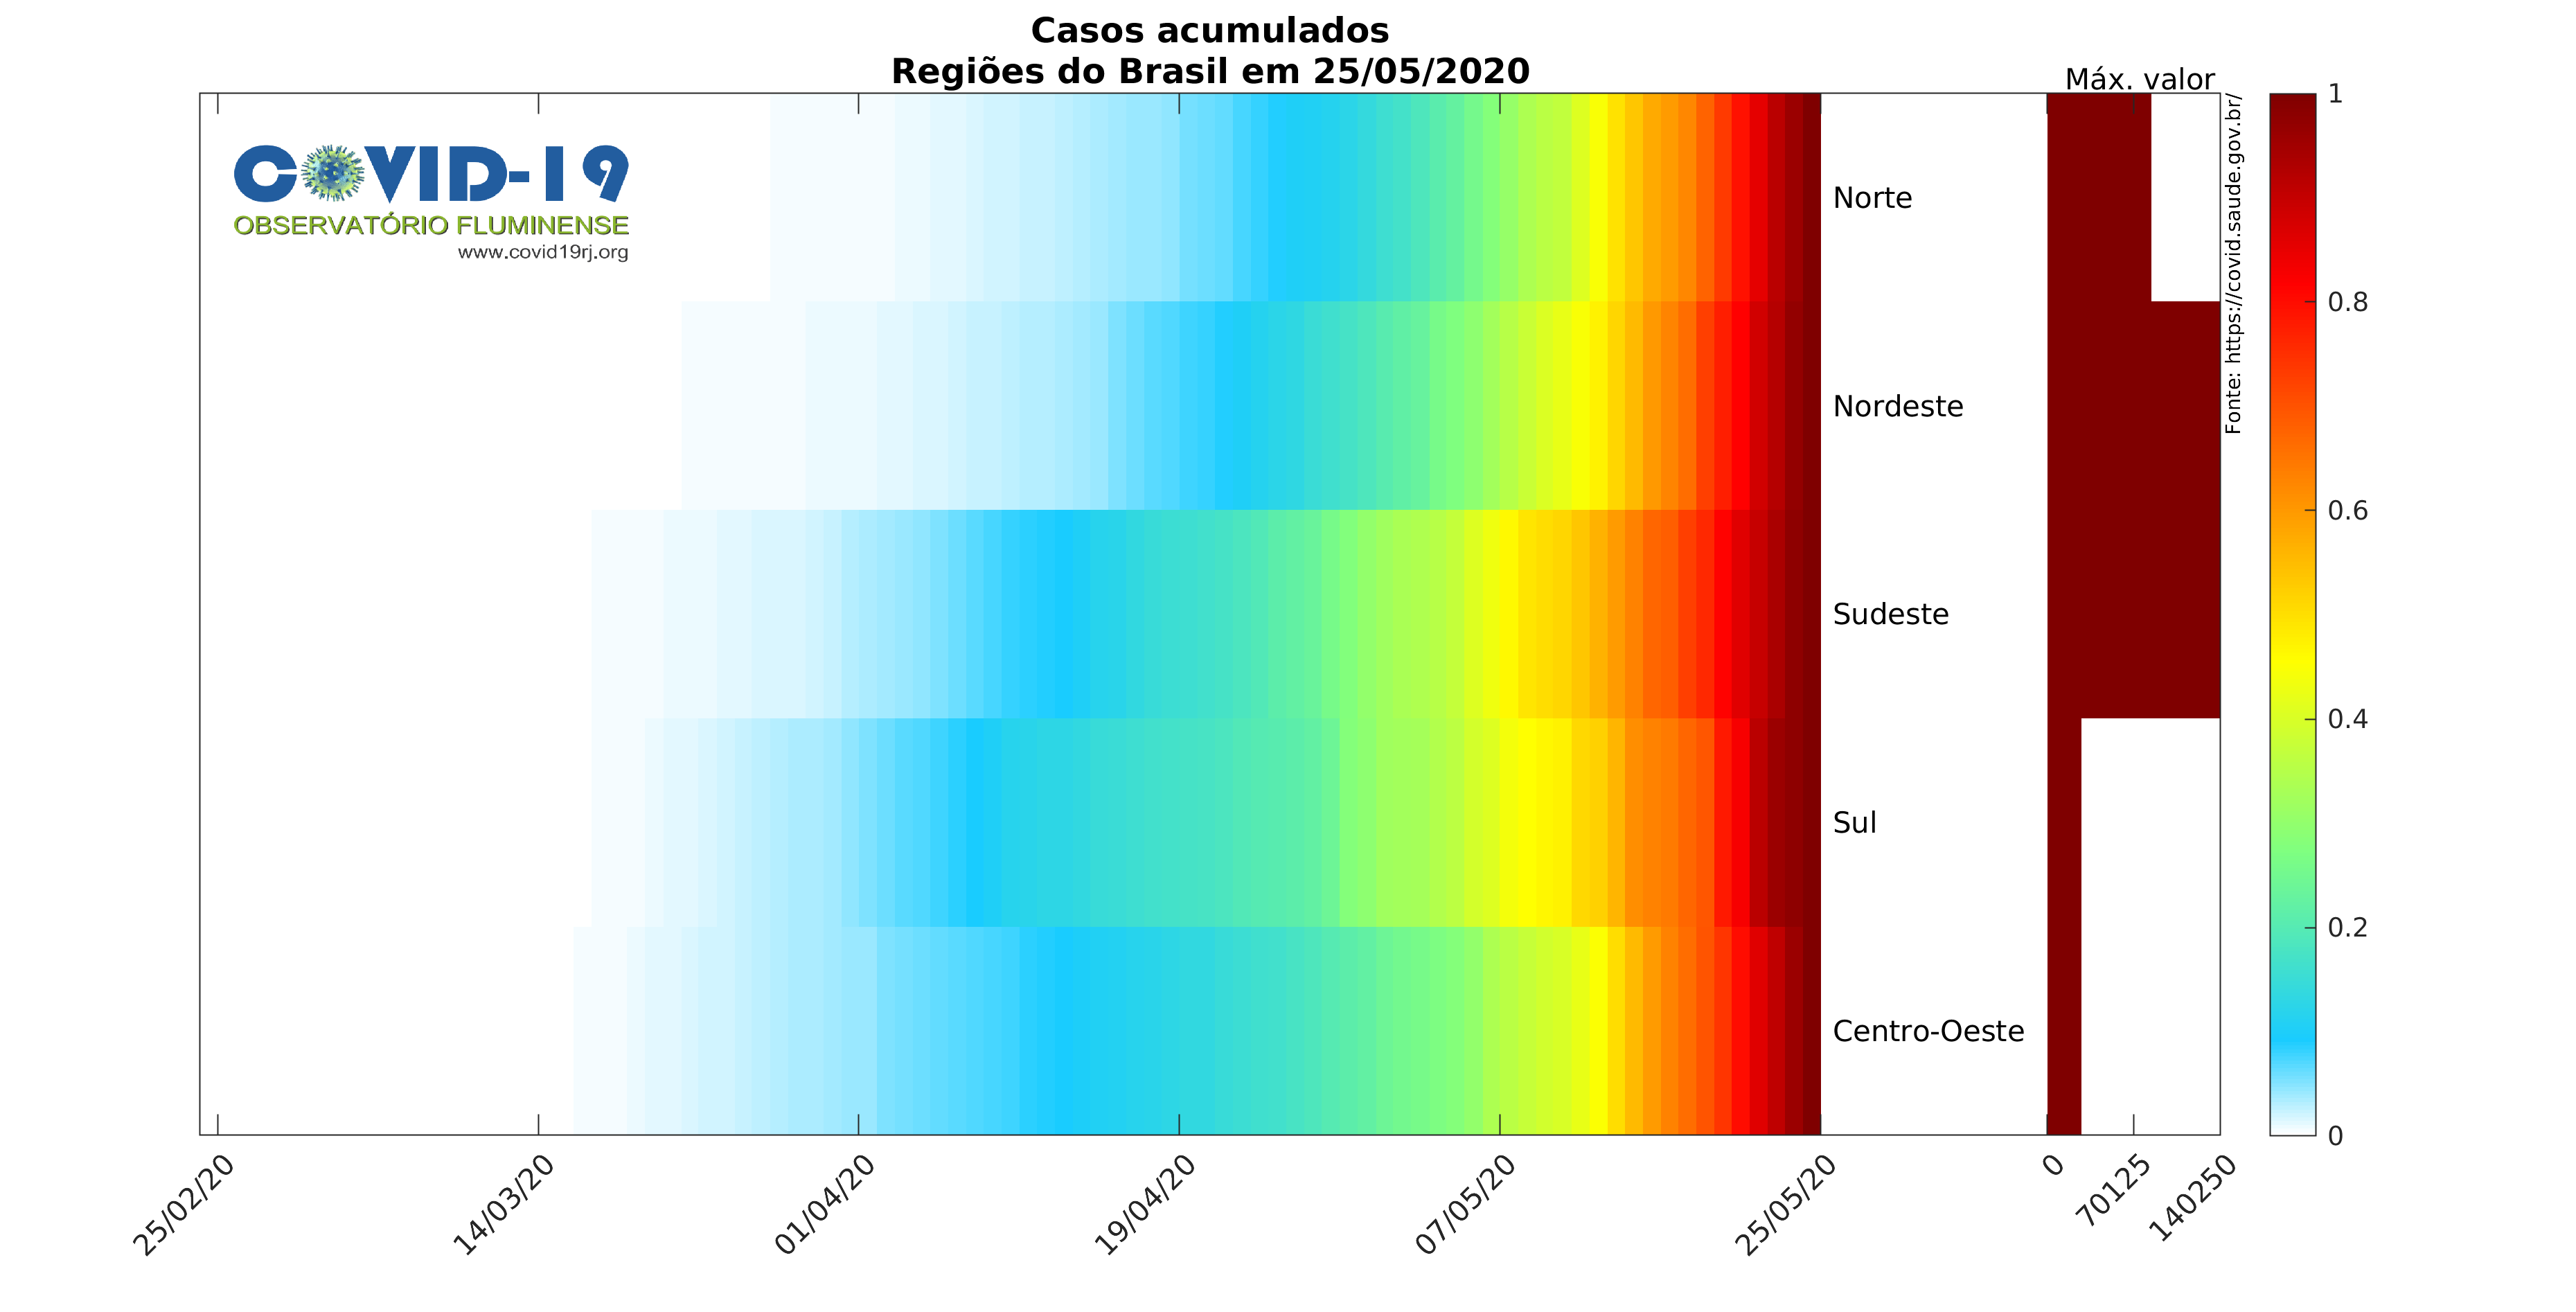 Casos acumulados
Regiões do Brasil em 25/05/2020
Máx. valor
COVID-19
OBSERVATÓRIO FLUMINENSE
www.covid19rj.org
Norte
Nordeste
Sudeste
Sul
Centro-Oeste
Fonte: https://covid.saude.gov.br/
1
0.8
0.6
0.4
0.2
0
25/02/20
14/03/20
01/04/20
19/04/20
07/05/20
25/05/20
0
70125
140250